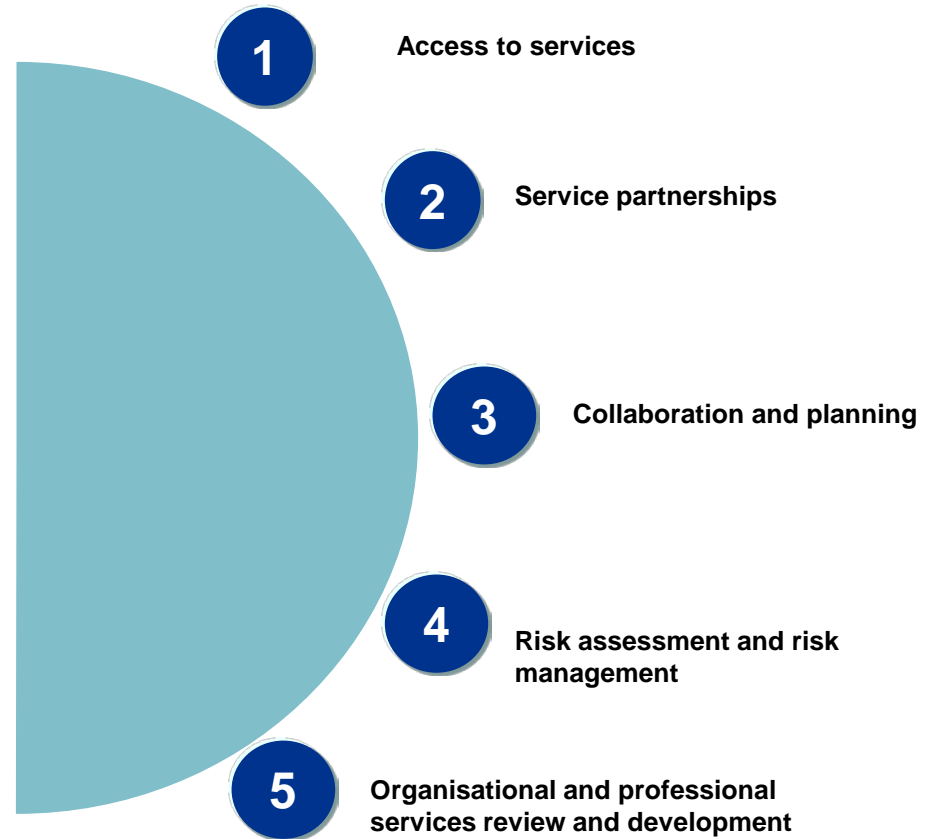 1
Access to services
2
Service partnerships
3
Collaboration and planning
4
Risk assessment and risk
management
5
Organisational and professional
services review and development